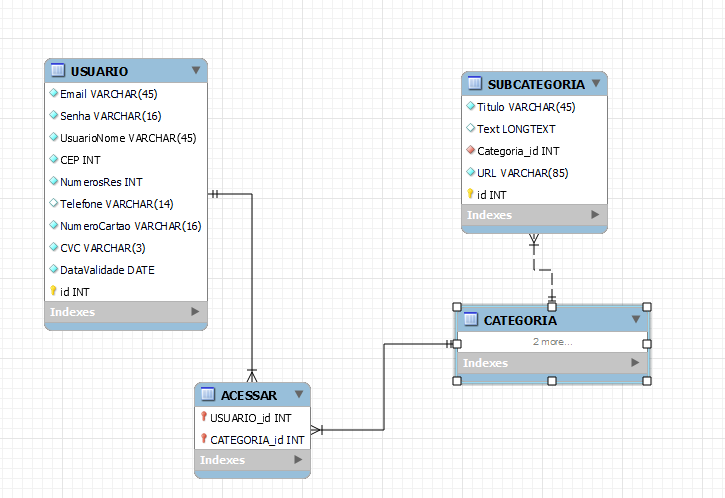 USUARIO
Email VARCHAR(45)
Senha VARCHAR(16)
UsuarioNome VARCHAR(45)
CEP INT
NumerosRes INT
Telefone VARCHAR(14)
NumeroCartao VARCHAR(16)
CVC VARCHAR(3)
DataValidade DATE
id INT
Indexes
SUBCATEGORIA
Titulo VARCHAR(45)
Text LONGTEXT
Categoria_id INT
URL VARCHAR(85)
id INT
Indexes
CATEGORIA
2 more...
Indexes
ACESSAR
USUARIO_id INT
CATEGORIA_id INT
Indexes